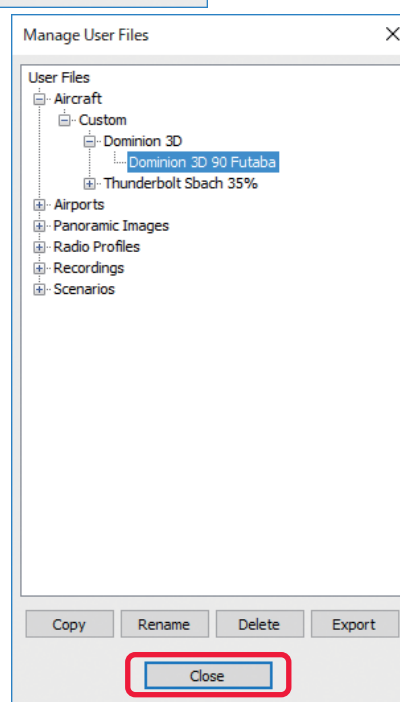 Manage User Files
User Files
Aircraft
Custom
Dominion 3D
Dominion 3D 90 Futaba
Thunderbolt Sbach 35%
Airports
Panoramic Images
Radio Profiles
Recordings
Scenarios
Copy Rename Delete Export
Close